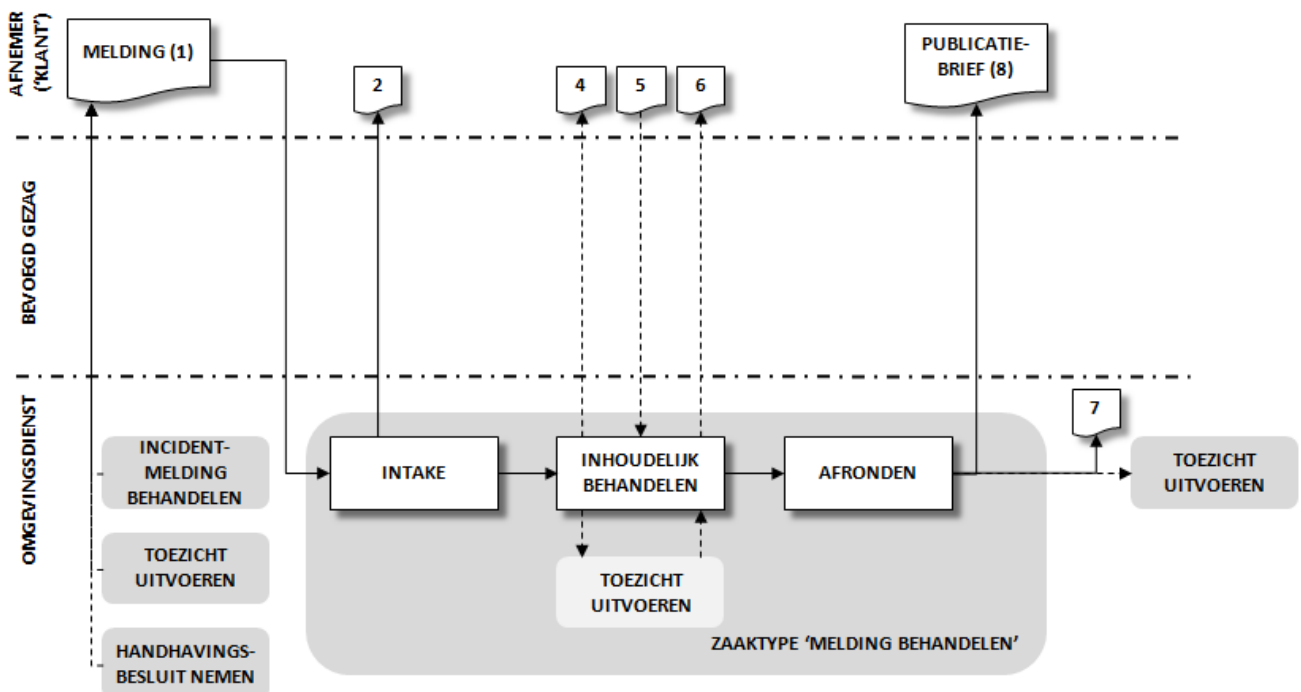 AFNEMER
('KLANT')
MELDING (1)
2
4
5
6
PUBLICATIE-
BRIEF (8)
BEVOEGD GEZAG
OMGEVINGSDIENST
INCIDENT-
MELDING
BEHANDELEN
TOEZICHT
UITVOEREN
HANDHAVINGS-
BESLUIT NEMEN
INTAKE
INHOUDELIJK
BEHANDELEN
AFRONDEN
7
TOEZICHT
UITVOEREN
TOEZICHT
UITVOEREN
ZAAKTYPE ‘MELDING BEHANDELEN’